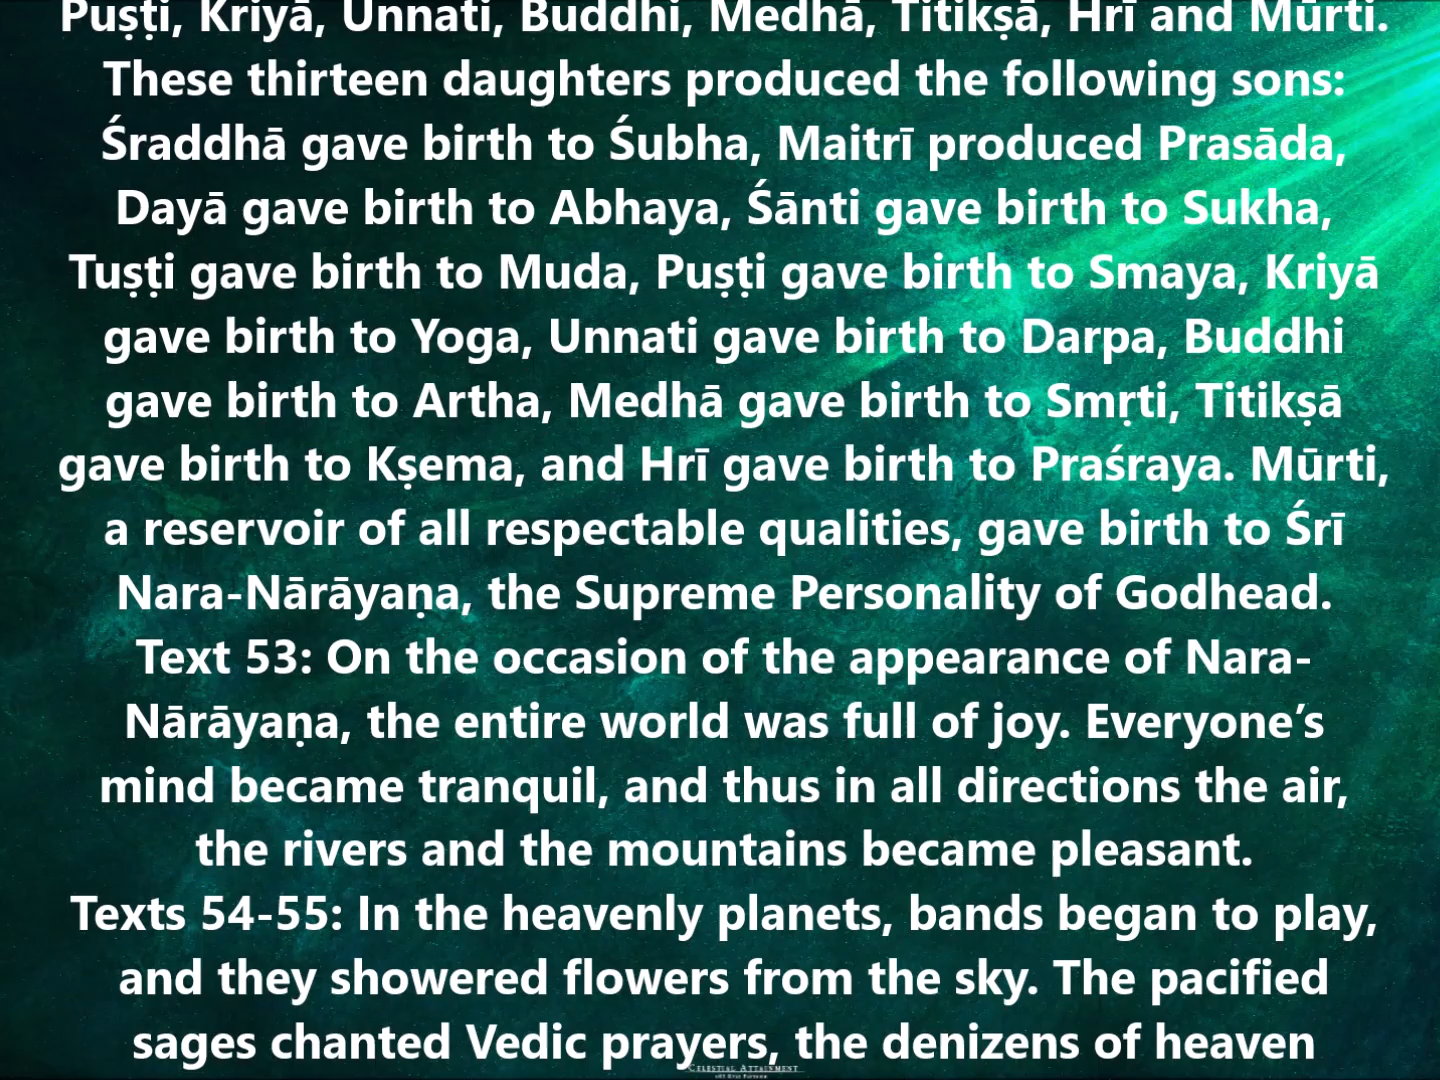 Puṣṭi, Kriyā, Unnati, Buddhi, Medhā, Titikṣā, Hrī and Mūrti.
These thirteen daughters produced the following sons:
Śraddhā gave birth to Śubha, Maitrī produced Prasāda,
Dayā gave birth to Abhaya, Śānti gave birth to Sukha,
Tuṣṭi gave birth to Muda, Puṣṭi gave birth to Smaya, Kriyā
gave birth to Yoga, Unnati gave birth to Darpa, Buddhi
gave birth to Artha, Medhā gave birth to Smṛti, Titikṣā
gave birth to Kṣema, and Hrī gave birth to Praśraya. Mūrti,
a reservoir of all respectable qualities, gave birth to Śrī
Nara-Nārāyaṇa, the Supreme Personality of Godhead.
Text 53: On the occasion of the appearance of Nara-
Nārāyaṇa, the entire world was full of joy. Everyone’s
mind became tranquil, and thus in all directions the air,
the rivers and the mountains became pleasant.
Texts 54-55: In the heavenly planets, bands began to play,
and they showered flowers from the sky. The pacified
sages chanted Vedic prayers, the denizens of heaven
CELESTIAL ATTAINMENT